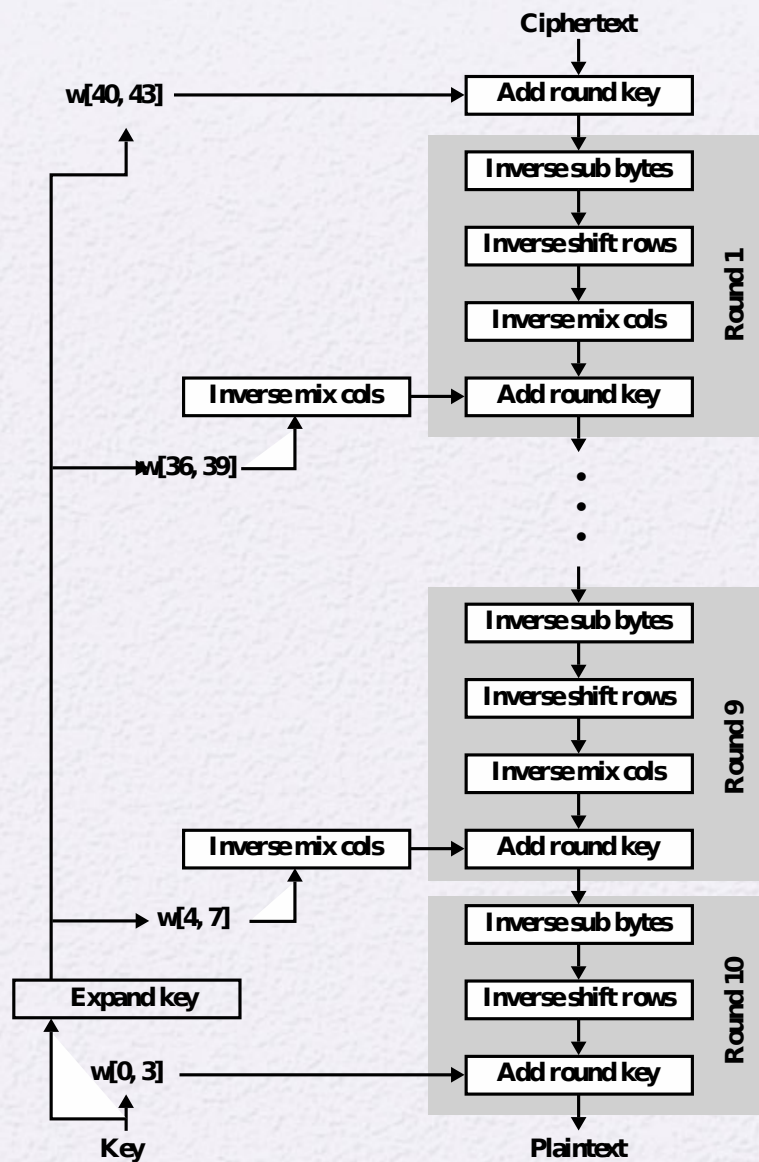 Ciphertext
w[40, 43]
Add round key
Inverse sub bytes
Inverse shift rows
Round 1
Inverse mix cols
Inverse mix cols
Add round key
w[36, 39]
Inverse sub bytes
Inverse shift rows
Round 9
Inverse mix cols
Inverse mix cols
Add round key
w[4, 7]
Inverse sub bytes
Expand key
Inverse shift rows
Round 10
w[0, 3]
Add round key
Key
Plaintext